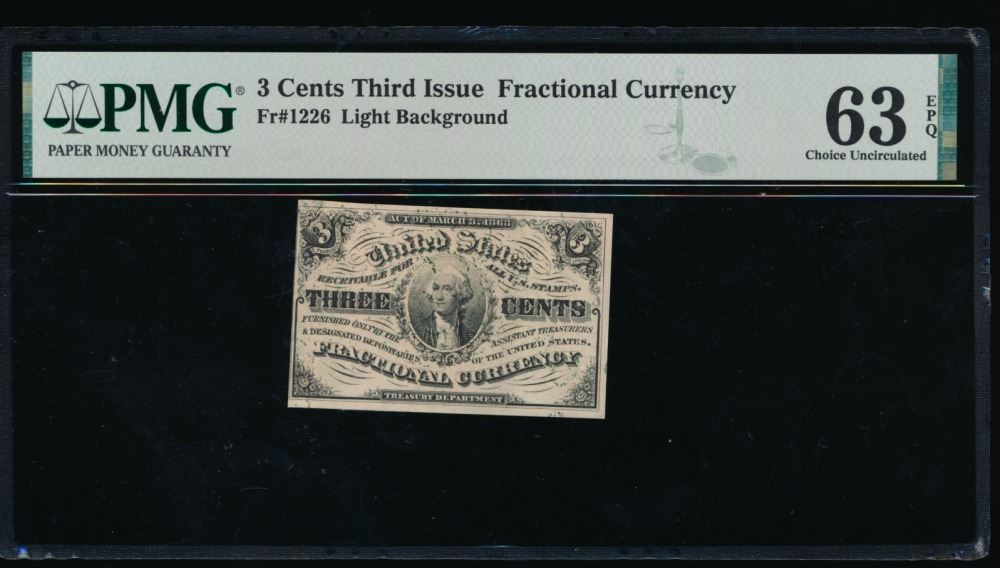 PMG®
PAPER MONEY GUARANTY
3 Cents Third Issue Fractional Currency
Fr#1226 Light Background
63 EPQ
Choice Uncirculated
ACT OF MARCH 3D. 1863
3 3
United States
RECEIVABLE FOR ALL U.S. STAMPS.
THREE CENTS
FURNISHED ONLY BY THE ASSISTANT TREASURERS
& DESIGNATED DEPOSITARIES OF THE UNITED STATES.
FRACTIONAL CURRENCY
TREASURY DEPARTMENT